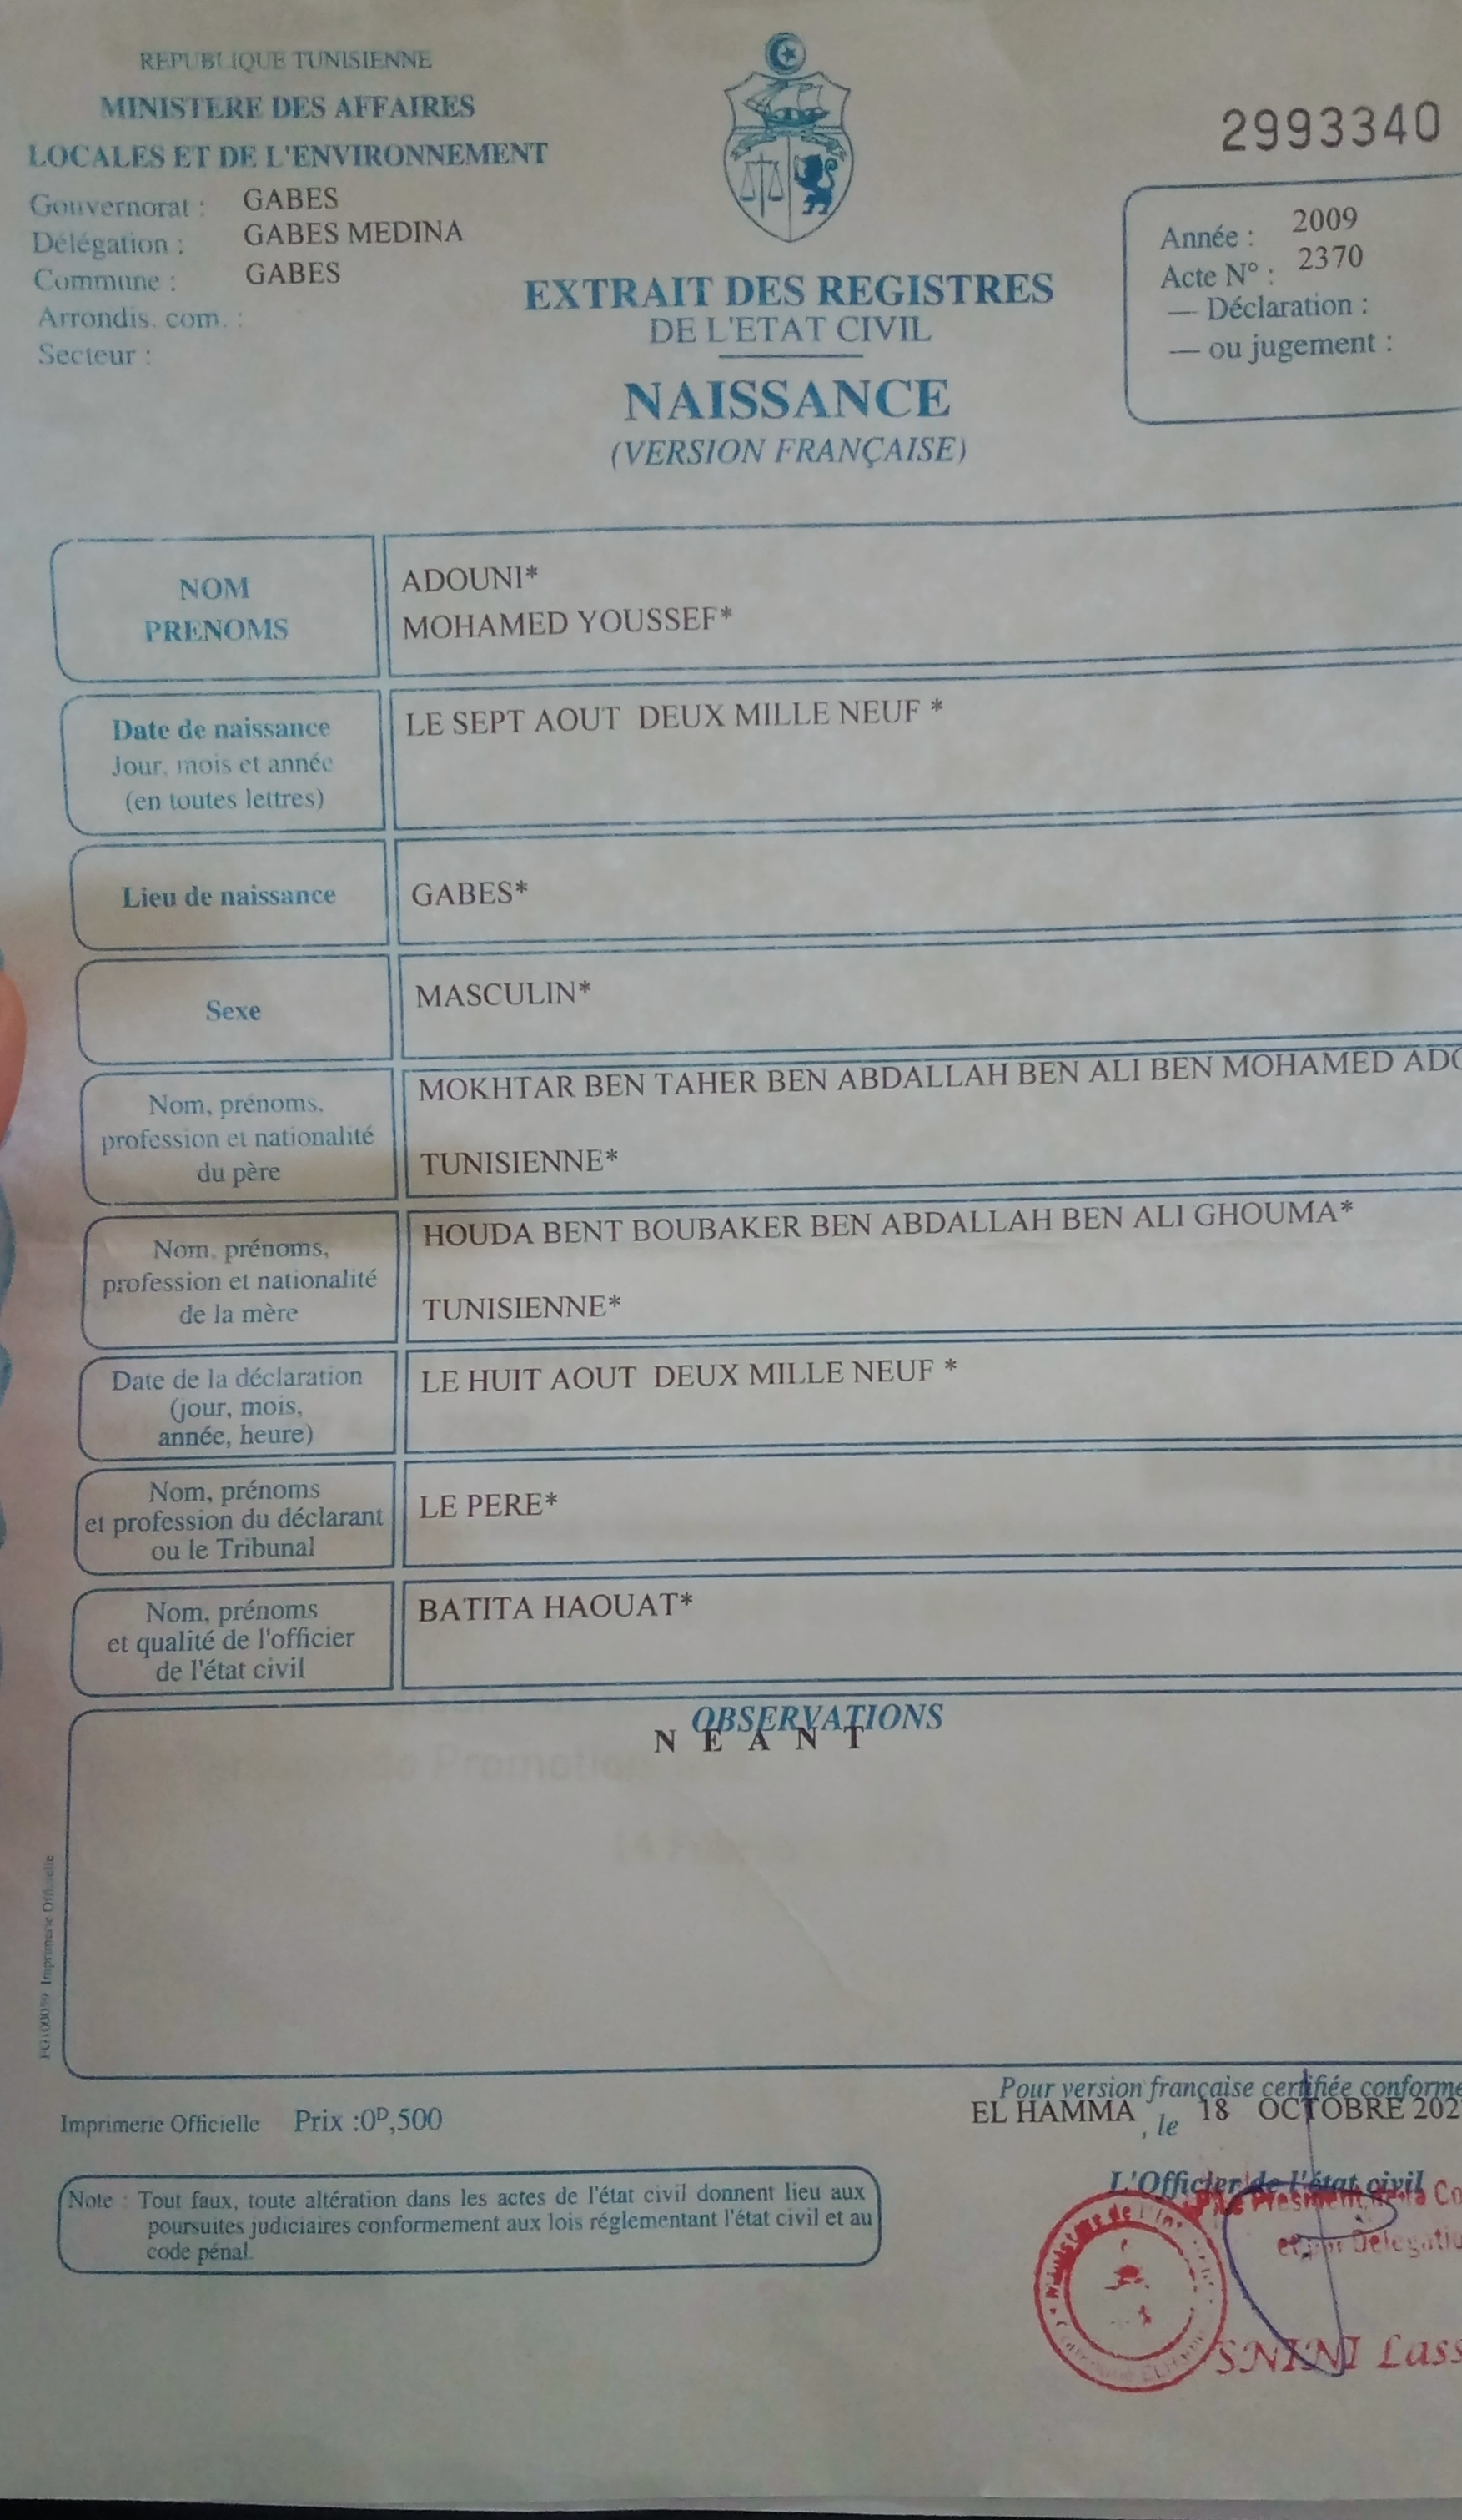 REPUBLIQUE TUNISIENNE
MINISTERE DES AFFAIRES
LOCALES ET DE L'ENVIRONNEMENT
Gouvernorat : GABES
Délégation : GABES MEDINA
Commune : GABES
Arrondis. com. :
Secteur :
2993340
Année : 2009
Acte N° : 2370
— Déclaration :
— ou jugement :
EXTRAIT DES REGISTRES
DE L'ETAT CIVIL
NAISSANCE
(VERSION FRANÇAISE)
NOM
PRENOMS
ADOUNI*
MOHAMED YOUSSEF*
Date de naissance
Jour, mois et année
(en toutes lettres)
LE SEPT AOUT DEUX MILLE NEUF *
Lieu de naissance
GABES*
Sexe
MASCULIN*
Nom, prénoms,
profession et nationalité
du père
MOKHTAR BEN TAHER BEN ABDALLAH BEN ALI BEN MOHAMED
TUNISIENNE*
Nom, prénoms,
profession et nationalité
de la mère
HOUDA BENT BOUBAKER BEN ABDALLAH BEN ALI GHOUMA*
TUNISIENNE*
Date de la déclaration
(jour, mois,
année, heure)
LE HUIT AOUT DEUX MILLE NEUF *
Nom, prénoms
et profession du déclarant
ou le Tribunal
LE PERE*
Nom, prénoms
et qualité de l'officier
de l'état civil
BATITA HAOUAT*
OBSERVATIONS
N E A N T
Imprimerie Officielle
Pour version française certifiée conforme
EL HAMMA , le 18 OCTOBRE 202
Imprimerie Officielle Prix :0ᴰ,500
L'Officier de l'état civil
Note : Tout faux, toute altération dans les actes de l'état civil donnent lieu aux
poursuites judiciaires conformement aux lois réglementant l'état civil et au
code pénal.
SNINI Lass